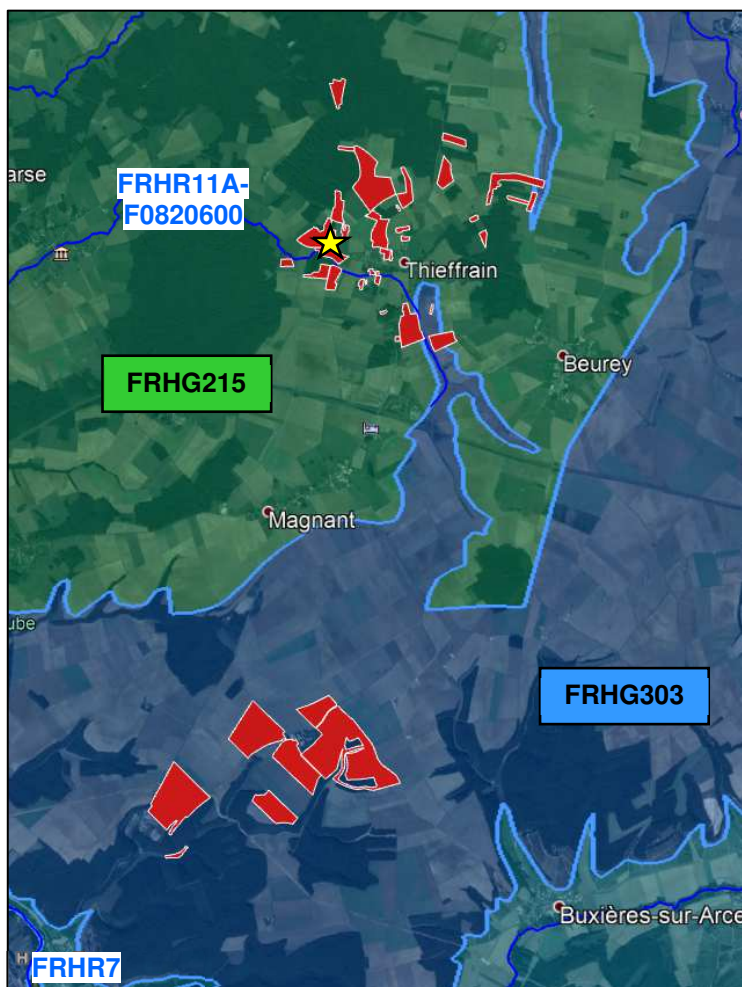 arse
FRHR11A-
F0820600
Thieffrain
Beurey
FRHG215
Magnant
ube
FRHG303
Buxières-sur-Arce
H
FRHR7